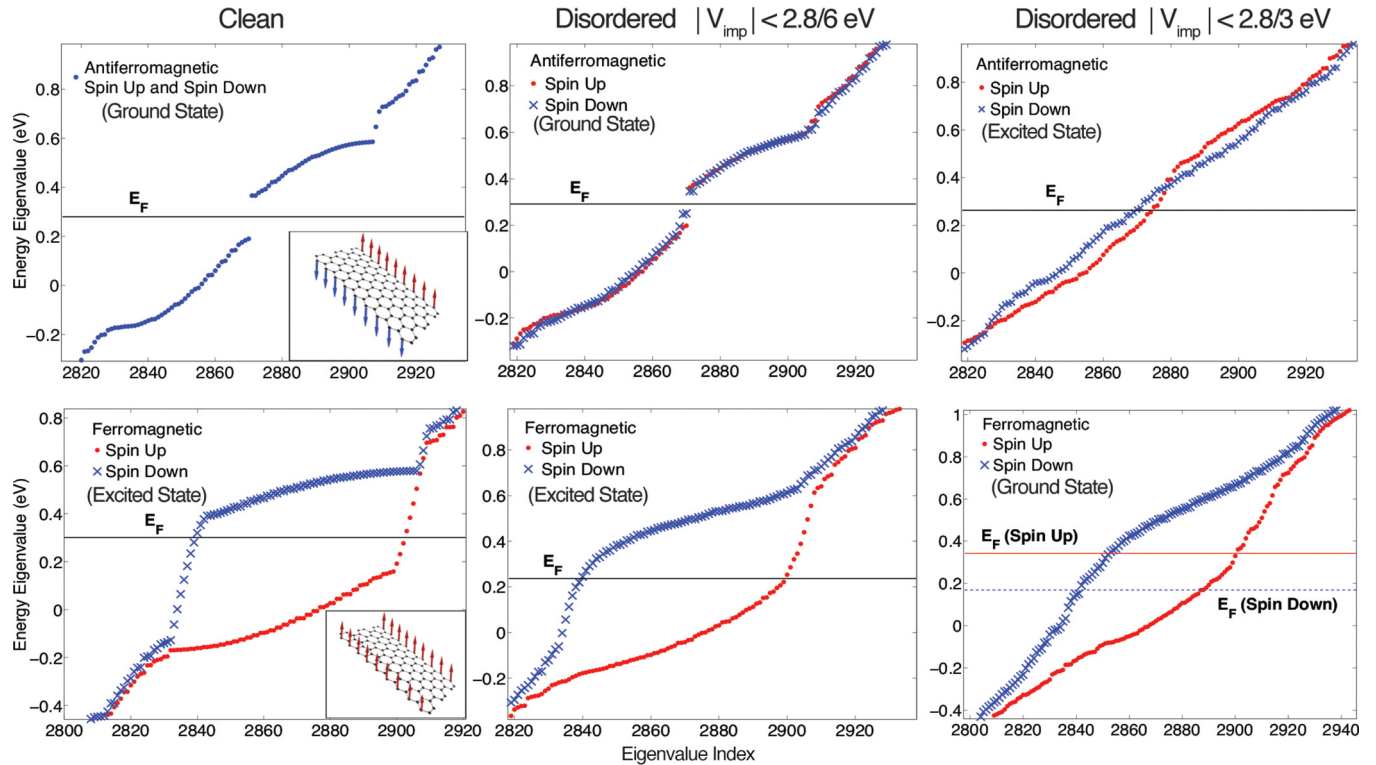 Clean
Disordered |V_imp| < 2.8/6 eV
Disordered |V_imp| < 2.8/3 eV
Energy Eigenvalue (eV)
0.8
0.6
0.4
0.2
0
-0.2
Antiferromagnetic
Spin Up and Spin Down
(Ground State)
E_F
2820 2840 2860 2880 2900 2920
0.8
0.6
0.4
0.2
0
-0.2
Antiferromagnetic
Spin Up
Spin Down
(Ground State)
E_F
2820 2840 2860 2880 2900 2920
0.8
0.6
0.4
0.2
0
-0.2
Antiferromagnetic
Spin Up
Spin Down
(Excited State)
E_F
2820 2840 2860 2880 2900 2920
Energy Eigenvalue (eV)
0.8
0.6
0.4
0.2
0
-0.2
-0.4
Ferromagnetic
Spin Up
Spin Down
(Excited State)
E_F
2800 2820 2840 2860 2880 2900 2920
0.8
0.6
0.4
0.2
0
-0.2
Ferromagnetic
Spin Up
Spin Down
(Excited State)
E_F
2820 2840 2860 2880 2900 2920
1
0.8
0.6
0.4
0.2
0
-0.2
-0.4
Ferromagnetic
Spin Up
Spin Down
(Ground State)
E_F (Spin Up)
E_F (Spin Down)
2800 2820 2840 2860 2880 2900 2920 2940
Eigenvalue Index